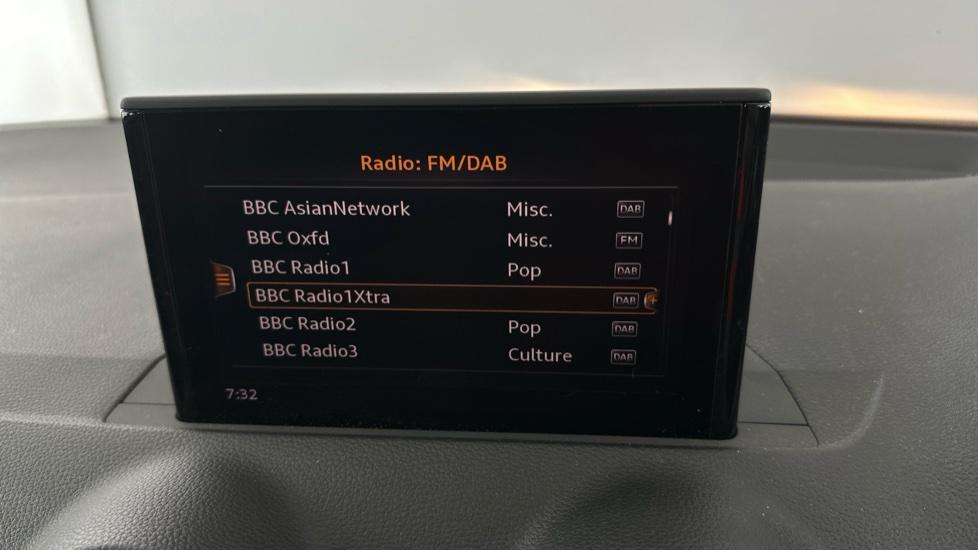 Radio: FM/DAB
BBC AsianNetwork Misc. DAB
BBC Oxfd Misc. FM
BBC Radio1 Pop DAB
BBC Radio1Xtra DAB
BBC Radio2 Pop DAB
BBC Radio3 Culture DAB
7:32